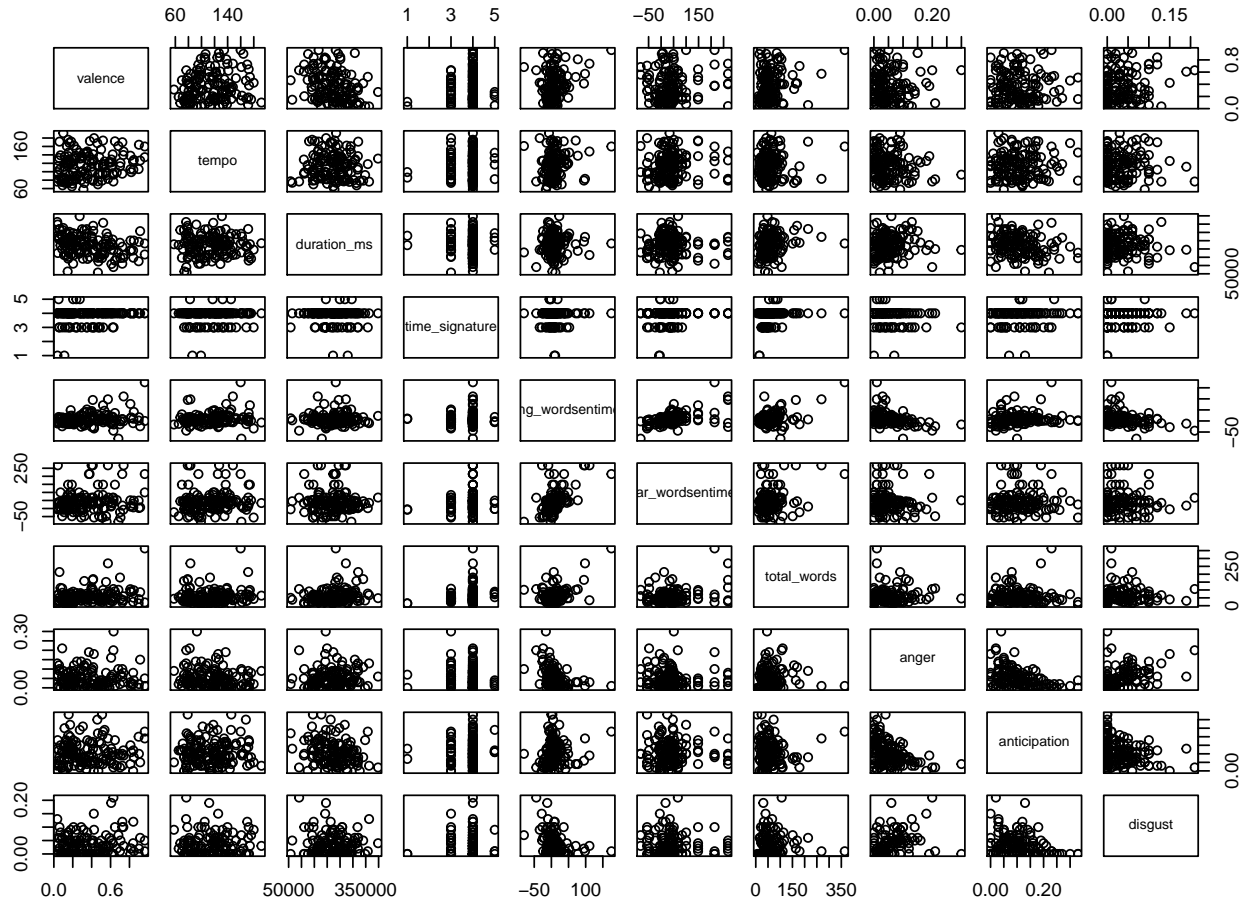 60 140 1 3 5 −50 150 0.00 0.20 0.00 0.15
valence 0.0 0.8
60 160 tempo
duration_ms 50000
1 3 5 time_signature
ng_wordsentime −50
−50 250 ar_wordsentime
total_words 0 250
0.00 0.30 anger
anticipation 0.00
0.00 0.20 disgust
0.0 0.6 50000 350000 −50 100 0 150 350 0.00 0.20